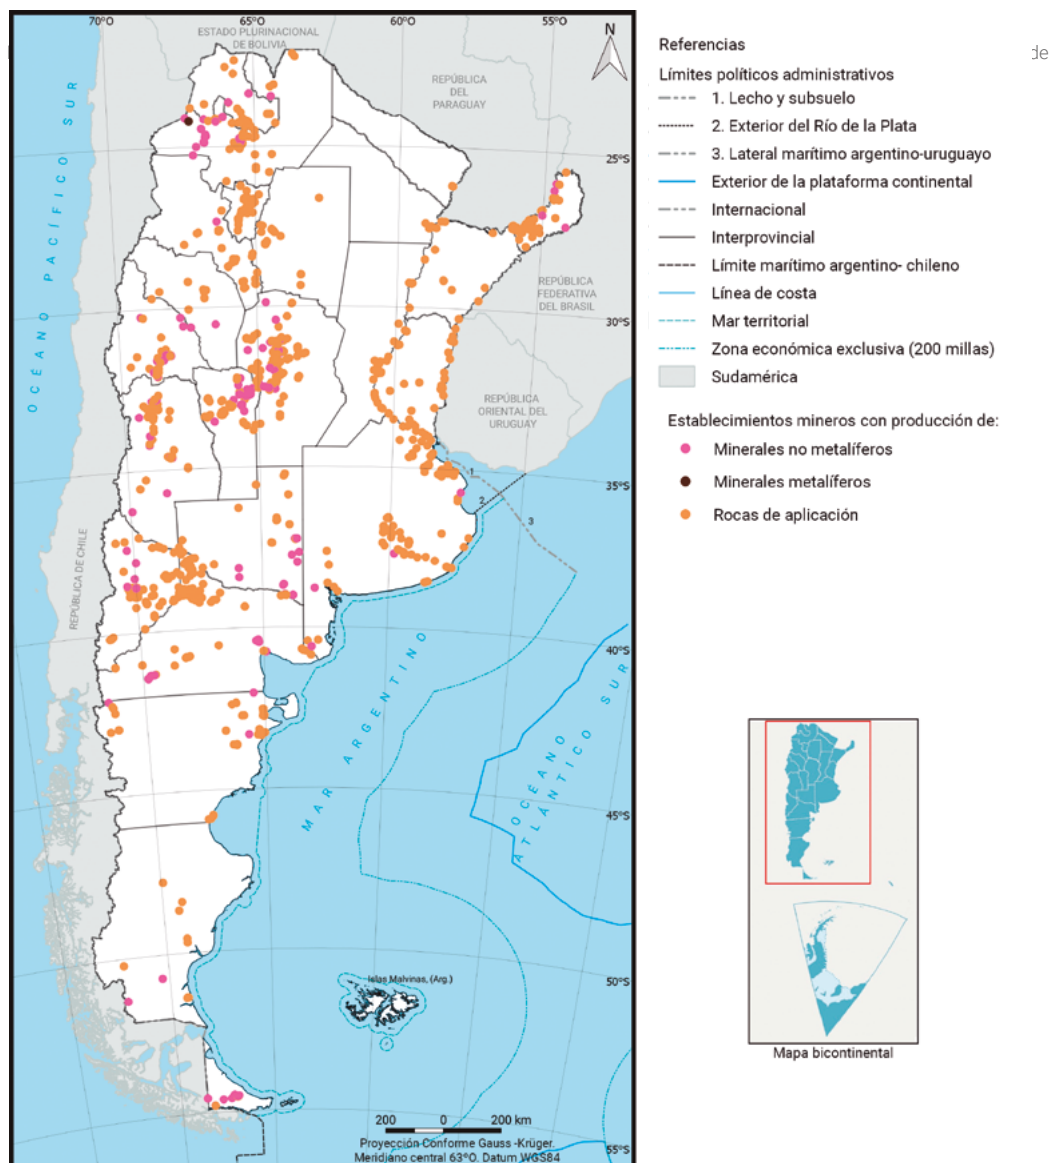 70°O
65°O
60°O
55°O
ESTADO PLURINACIONAL
DE BOLIVIA
N
REPÚBLICA
DEL
PARAGUAY
OCÉANO PACÍFICO SUR
25°S
REPÚBLICA
FEDERATIVA
DEL BRASIL
30°S
REPÚBLICA
ORIENTAL DEL
URUGUAY
1
2
3
35°S
REPÚBLICA DE CHILE
40°S
MAR ARGENTINO
OCÉANO
ATLÁNTICO SUR
45°S
Islas Malvinas, (Arg.)
50°S
200 0 200 km
Proyección Conforme Gauss -Krüger.
Meridiano central 63°O. Datum WGS84
55°S
de
Referencias
Límites políticos administrativos
1. Lecho y subsuelo
2. Exterior del Río de la Plata
3. Lateral marítimo argentino-uruguayo
Exterior de la plataforma continental
Internacional
Interprovincial
Límite marítimo argentino- chileno
Línea de costa
Mar territorial
Zona económica exclusiva (200 millas)
Sudamérica
Establecimientos mineros con producción de:
Minerales no metalíferos
Minerales metalíferos
Rocas de aplicación
Mapa bicontinental